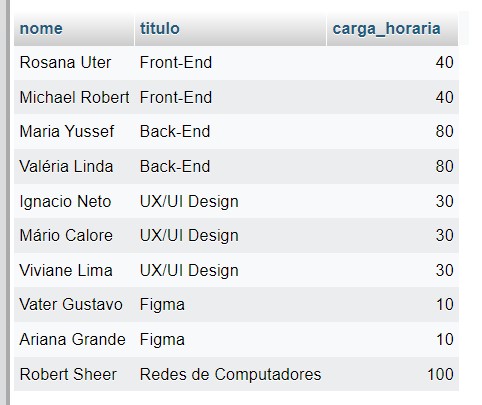 nome titulo carga_horaria
Rosana Uter Front-End 40
Michael Robert Front-End 40
Maria Yussef Back-End 80
Valéria Linda Back-End 80
Ignacio Neto UX/UI Design 30
Mário Calore UX/UI Design 30
Viviane Lima UX/UI Design 30
Vater Gustavo Figma 10
Ariana Grande Figma 10
Robert Sheer Redes de Computadores 100